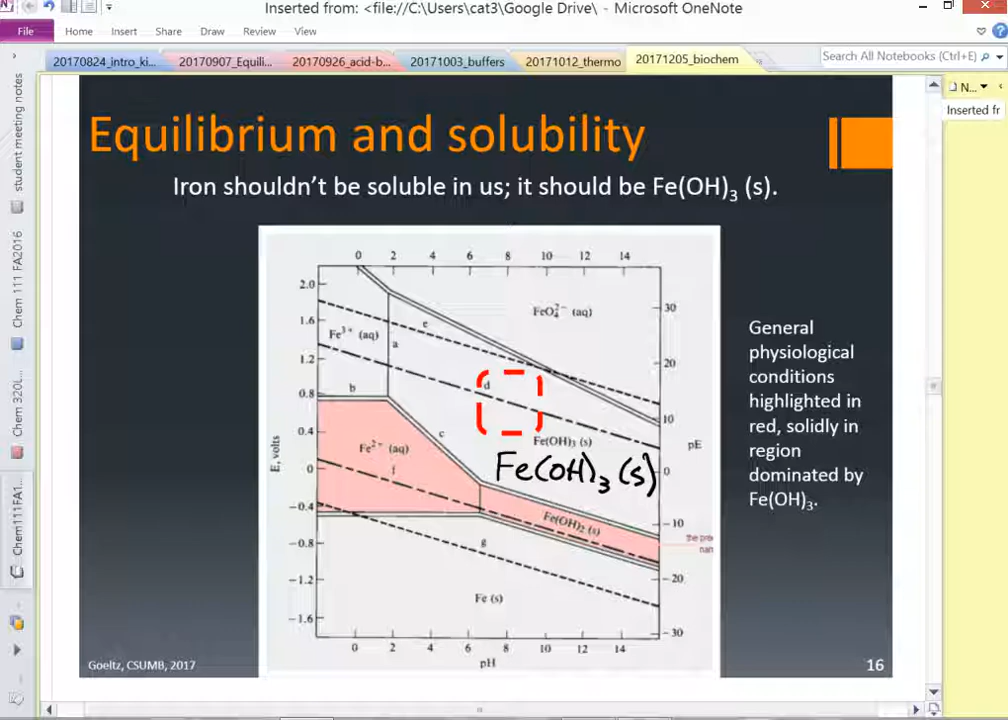 Inserted from: <file://C:\Users\cat3\Google Drive\ - Microsoft OneNote
File Home Insert Share Draw Review View
20170824_intro_ki... 20170907_Equili... 20170926_acid-b... 20171003_buffers 20171012_thermo 20171205_biochem
Search All Notebooks (Ctrl+E)
N...
Inserted fr
student meeting notes
Chem 111 FA2016
Chem 320L
Chem111FA1
Equilibrium and solubility
Iron shouldn't be soluble in us; it should be Fe(OH)₃ (s).
0 2 4 6 8 10 12 14
2.0
1.6
1.2
0.8
0.4
0
−0.4
−0.8
−1.2
−1.6
E, volts
FeO₄²⁻ (aq)
Fe³⁺ (aq)
a
b
c
d
e
f
g
Fe(OH)₃ (s)
Fe(OH)₃ (s)
Fe²⁺ (aq)
Fe(OH)₂ (s)
Fe (s)
30
20
10
pE
0
−10
−20
−30
0 2 4 6 8 10 12 14
pH
General
physiological
conditions
highlighted in
red, solidly in
region
dominated by
Fe(OH)₃.
Goeltz, CSUMB, 2017
16